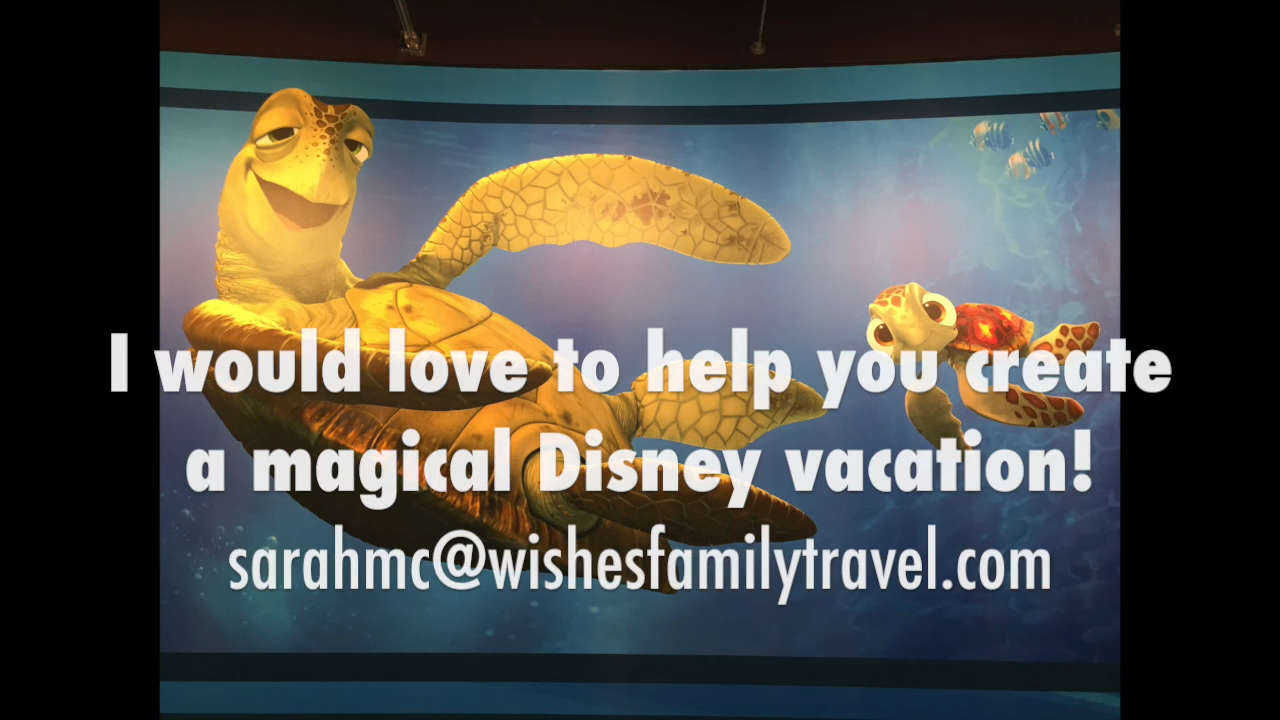 I would love to help you create
a magical Disney vacation!
sarahmc@wishesfamilytravel.com